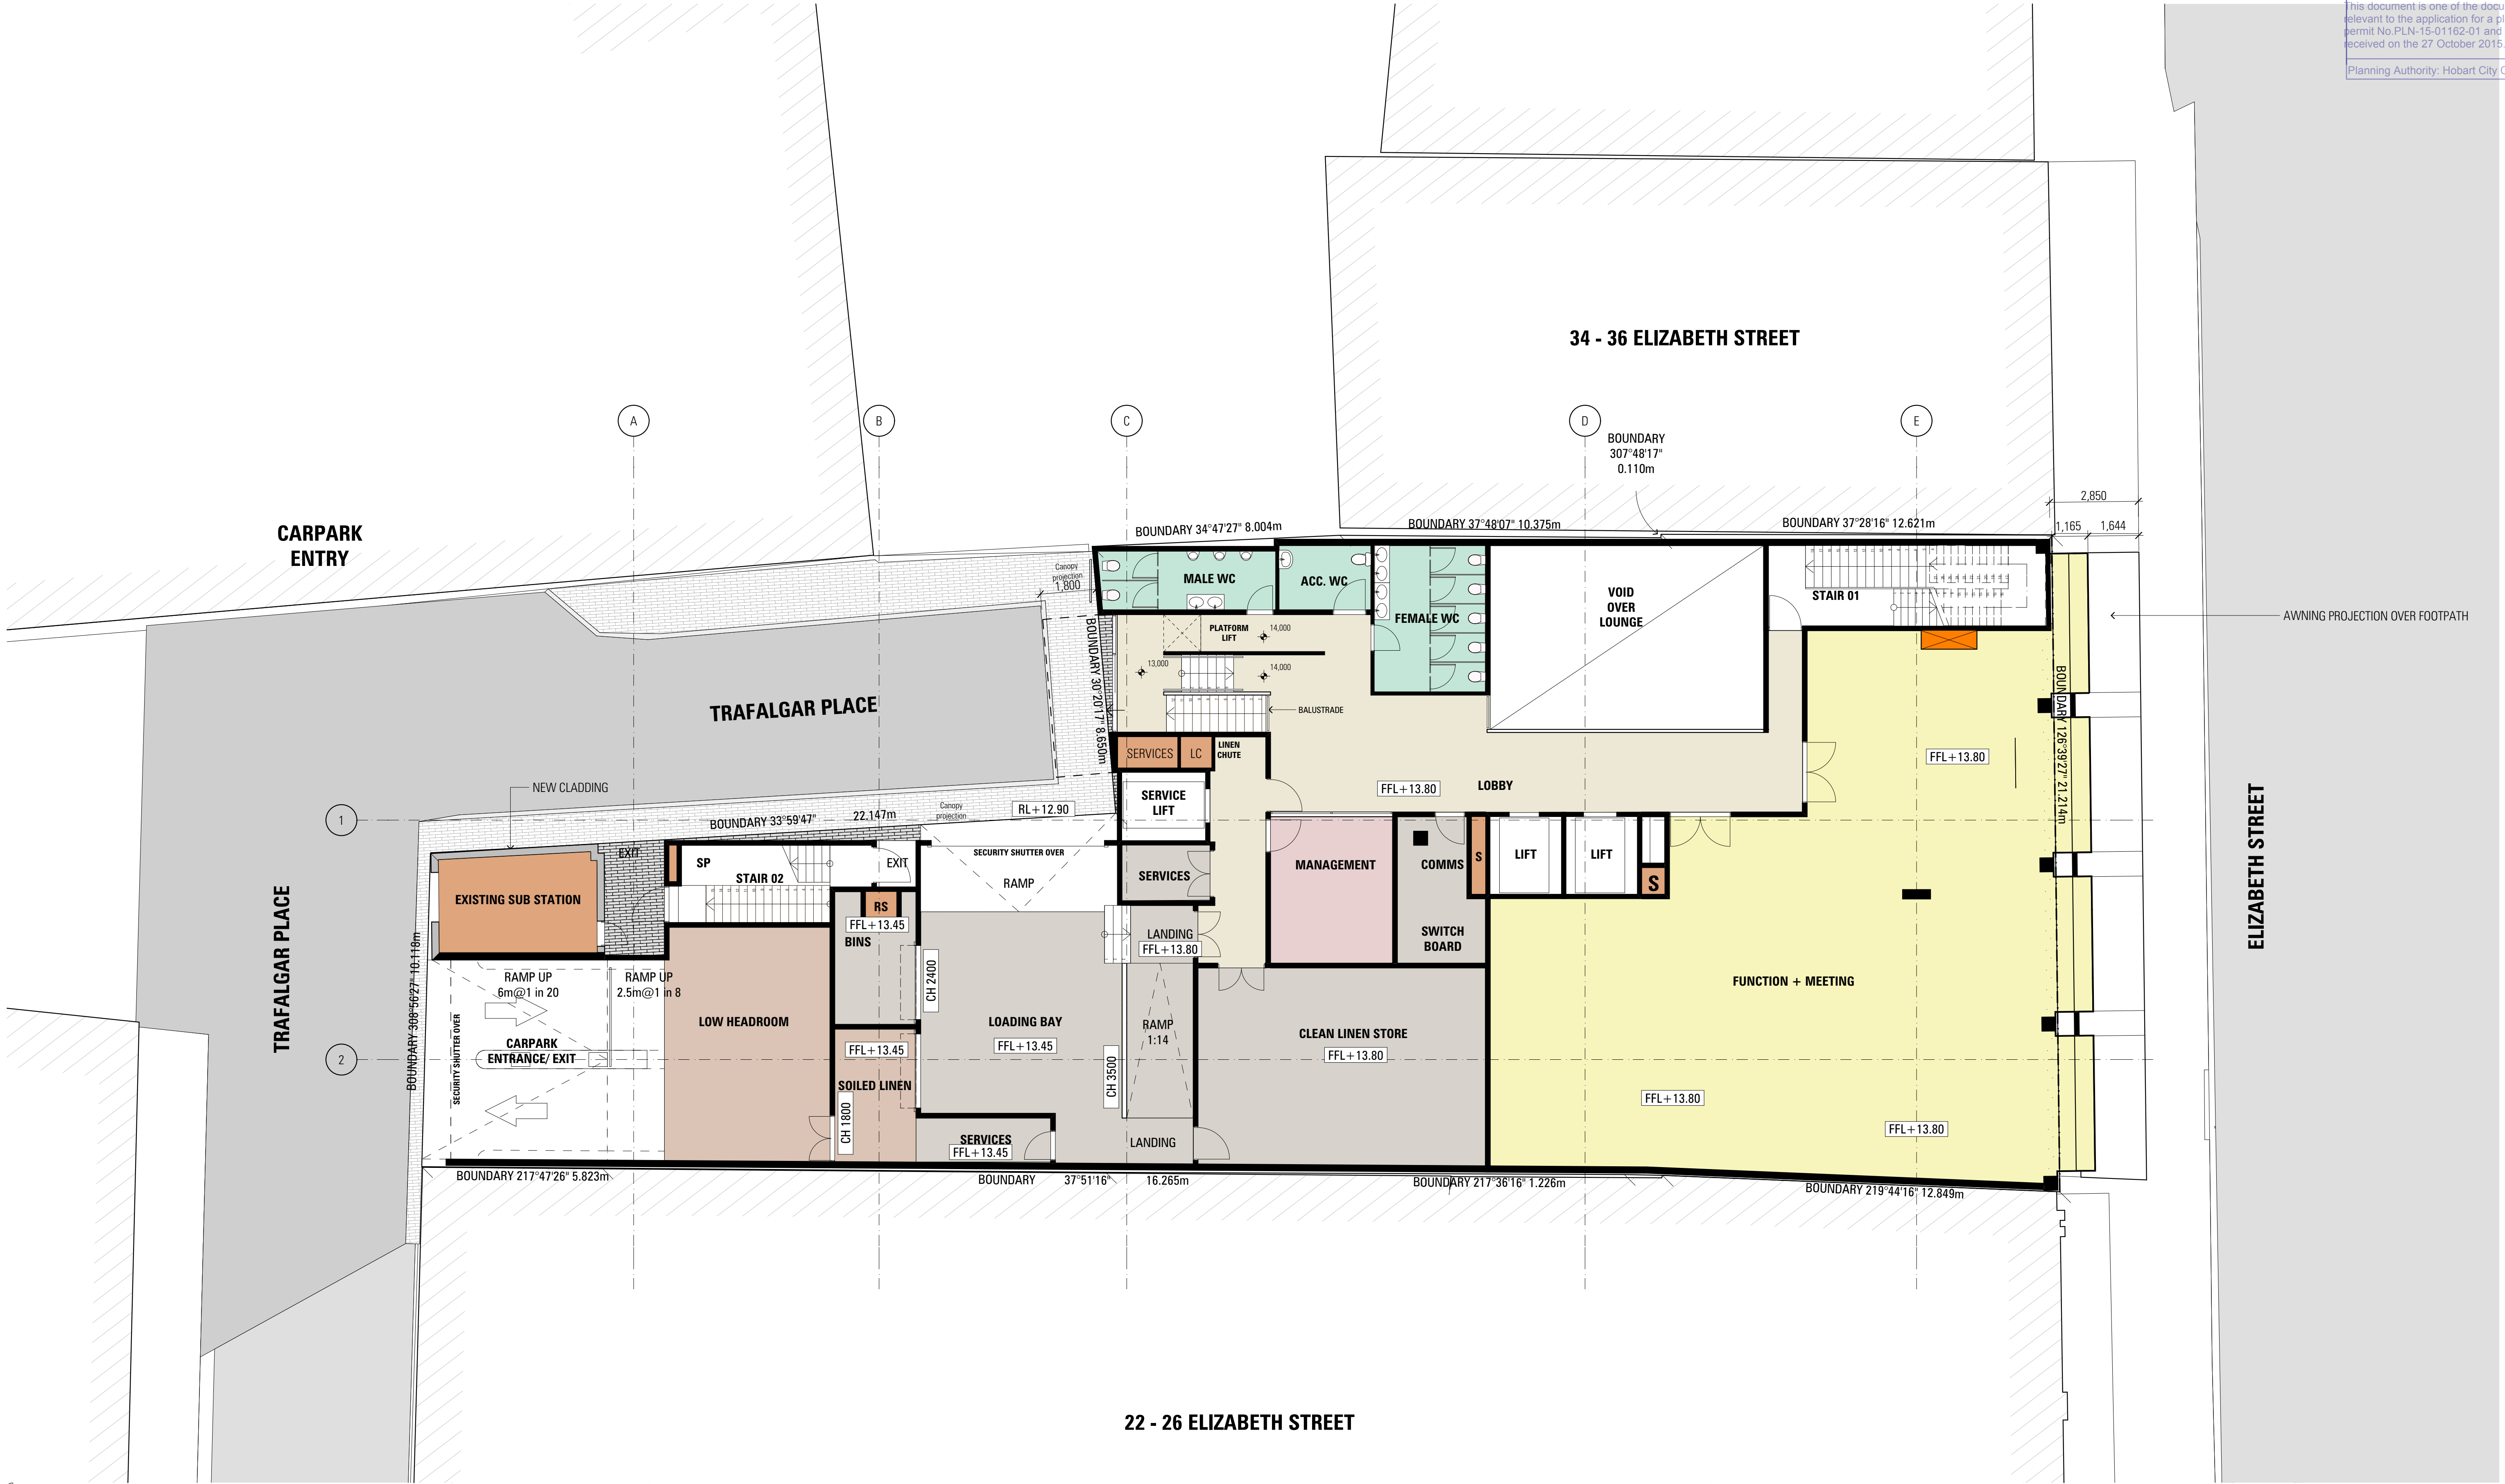 This document is one of the docu
relevant to the application for a pl
permit No.PLN-15-01162-01 and
received on the 27 October 2015.
Planning Authority: Hobart City C
34 - 36 ELIZABETH STREET
A
B
C
D
E
BOUNDARY
307°48'17"
0.110m
2,850
1,165
1,644
CARPARK
ENTRY
BOUNDARY 34°47'27" 8.004m
BOUNDARY 37°48'07" 10.375m
BOUNDARY 37°28'16" 12.621m
Canopy
projection
1,800
MALE WC
ACC. WC
FEMALE WC
VOID
OVER
LOUNGE
STAIR 01
AWNING PROJECTION OVER FOOTPATH
PLATFORM
LIFT
14,000
13,000
14,000
BOUNDARY 30°20'17" 8.650m
BALUSTRADE
TRAFALGAR PLACE
SERVICES
LC
LINEN
CHUTE
BOUNDARY 126°39'27" 21.214m
FFL+13.80
NEW CLADDING
SERVICE
LIFT
FFL+13.80
LOBBY
RL+12.90
Canopy
projection
1
BOUNDARY 33°59'47"
22.147m
ELIZABETH STREET
EXIT
SP
STAIR 02
EXIT
SECURITY SHUTTER OVER
RAMP
SERVICES
MANAGEMENT
COMMS
S
LIFT
LIFT
S
EXISTING SUB STATION
TRAFALGAR PLACE
RS
FFL+13.45
BINS
LANDING
FFL+13.80
SWITCH
BOARD
BOUNDARY 308°56'27" 10.118m
RAMP UP
6m@1 in 20
RAMP UP
2.5m@1 in 8
CH 2400
FUNCTION + MEETING
SECURITY SHUTTER OVER
LOW HEADROOM
LOADING BAY
FFL+13.45
RAMP
1:14
CLEAN LINEN STORE
FFL+13.80
CARPARK
ENTRANCE/ EXIT
2
FFL+13.45
SOILED LINEN
CH 3500
CH 1800
FFL+13.80
FFL+13.80
SERVICES
FFL+13.45
LANDING
BOUNDARY 217°47'26" 5.823m
BOUNDARY
37°51'16"
16.265m
BOUNDARY 217°36'16" 1.226m
BOUNDARY 219°44'16" 12.849m
22 - 26 ELIZABETH STREET